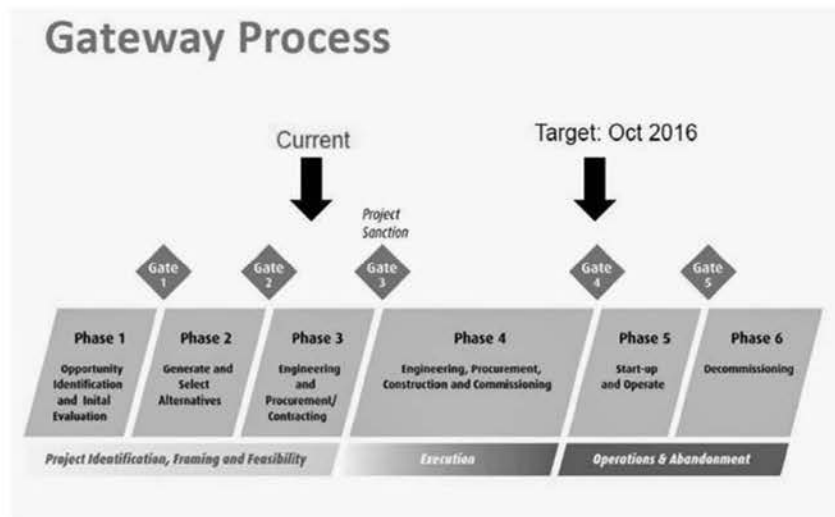 Gateway Process
Current
Target: Oct 2016
Project
Sanction
Gate
1
Gate
2
Gate
3
Gate
4
Gate
5
Phase 1
Opportunity
Identification
and Inital
Evaluation
Phase 2
Generate and
Select
Alternatives
Phase 3
Engineering
and
Procurement/
Contracting
Phase 4
Engineering, Procurement,
Construction and Commissioning
Phase 5
Start-up
and Operate
Phase 6
Decommissioning
Project Identification, Framing and Feasibility
Execution
Operations & Abandonment